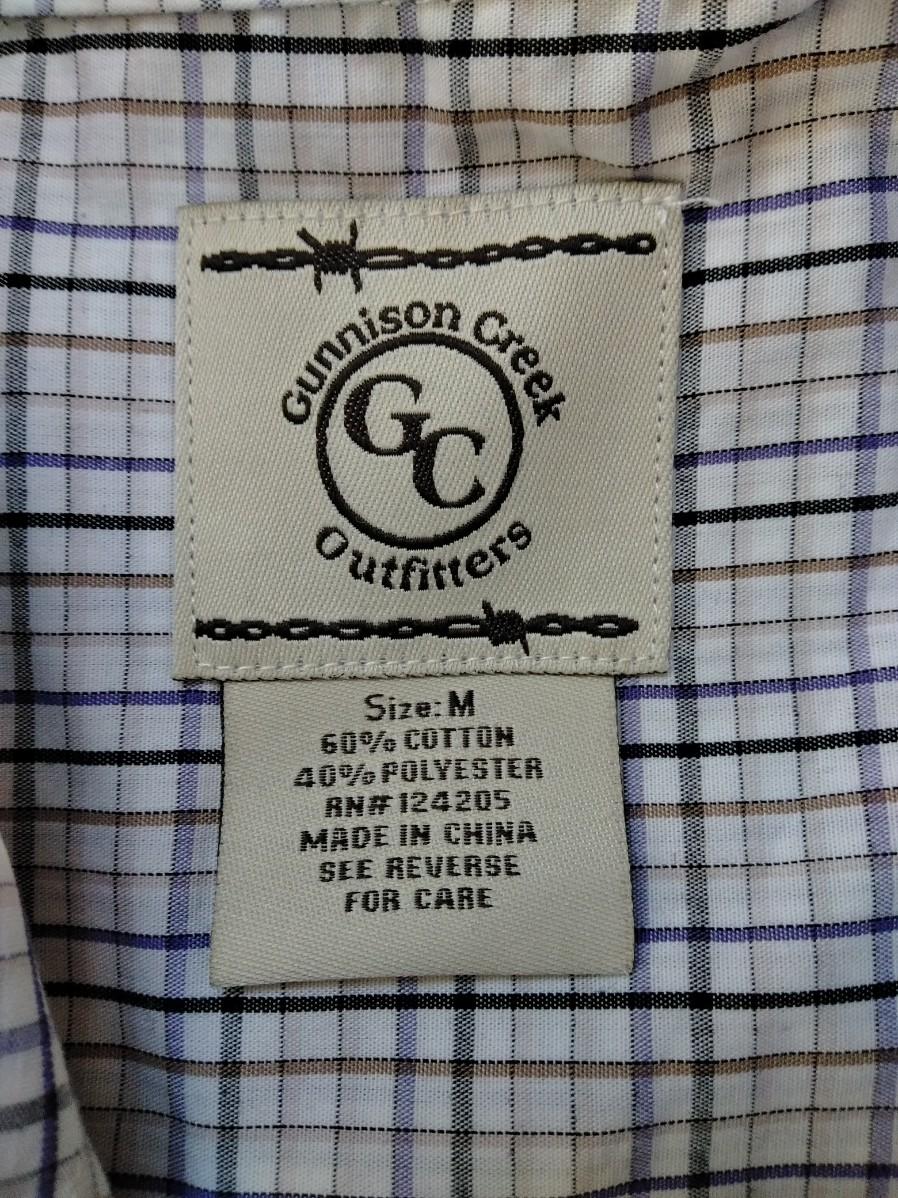 Gunnison Creek
GC
Outfitters
Size: M
60% COTTON
40% POLYESTER
RN# 124205
MADE IN CHINA
SEE REVERSE
FOR CARE